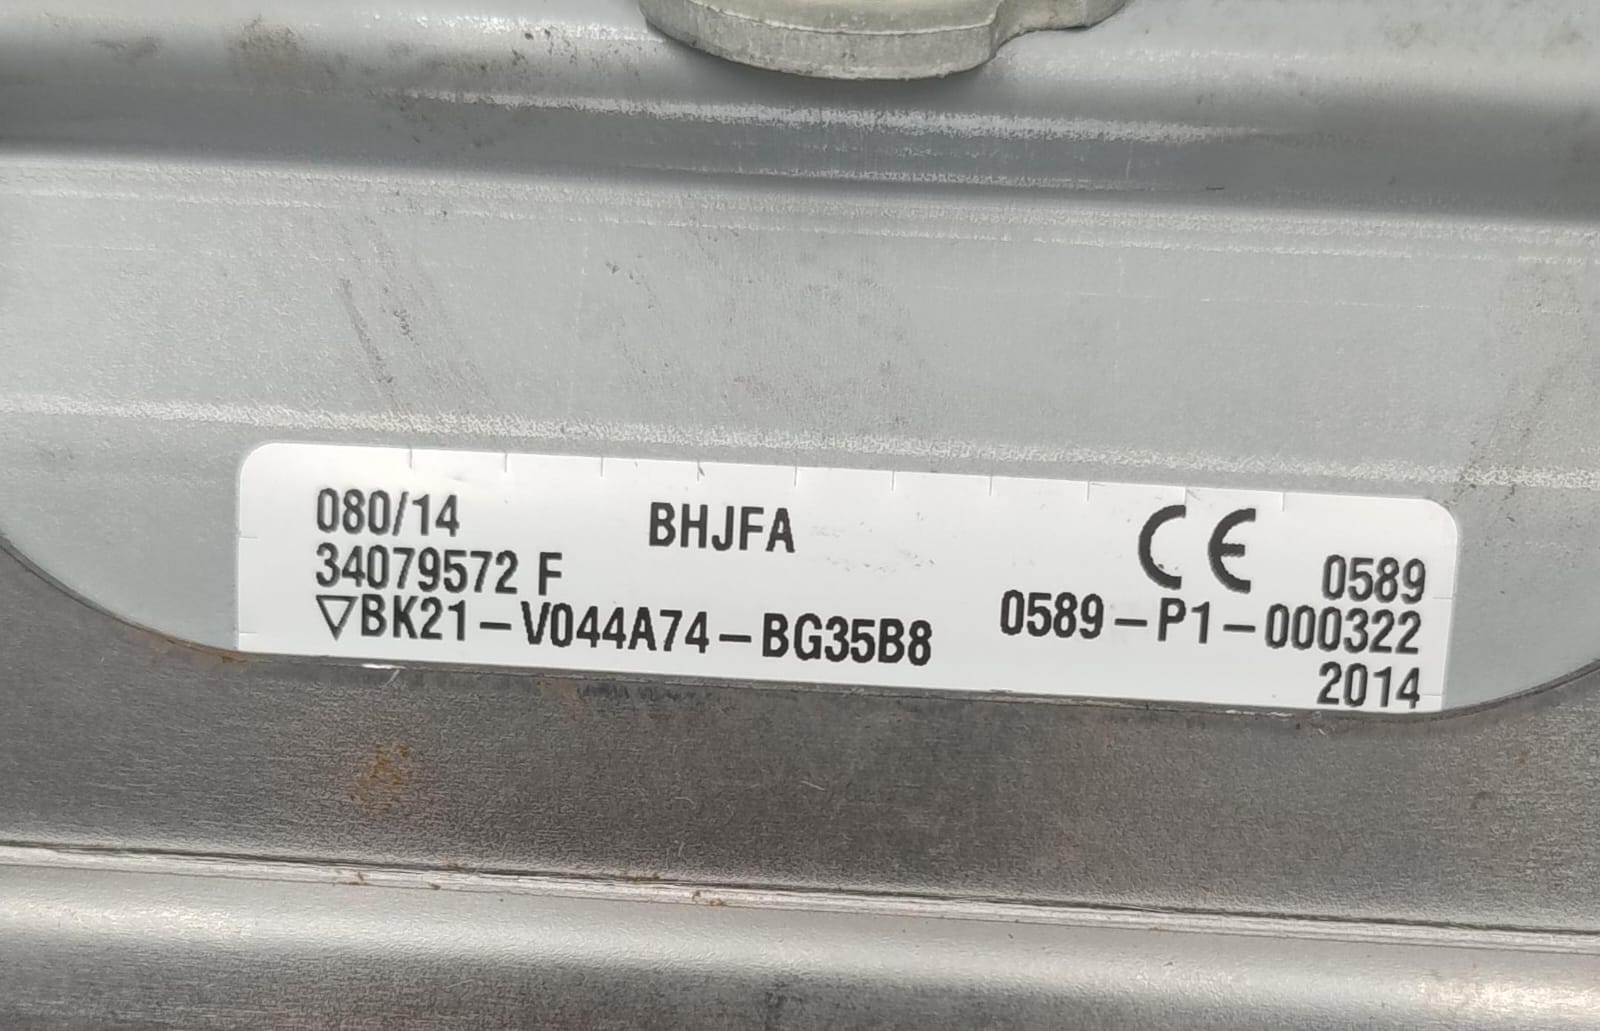 080/14 BHJFA CE 0589
34079572 F
▽BK21-V044A74-BG35B8 0589-P1-000322
2014